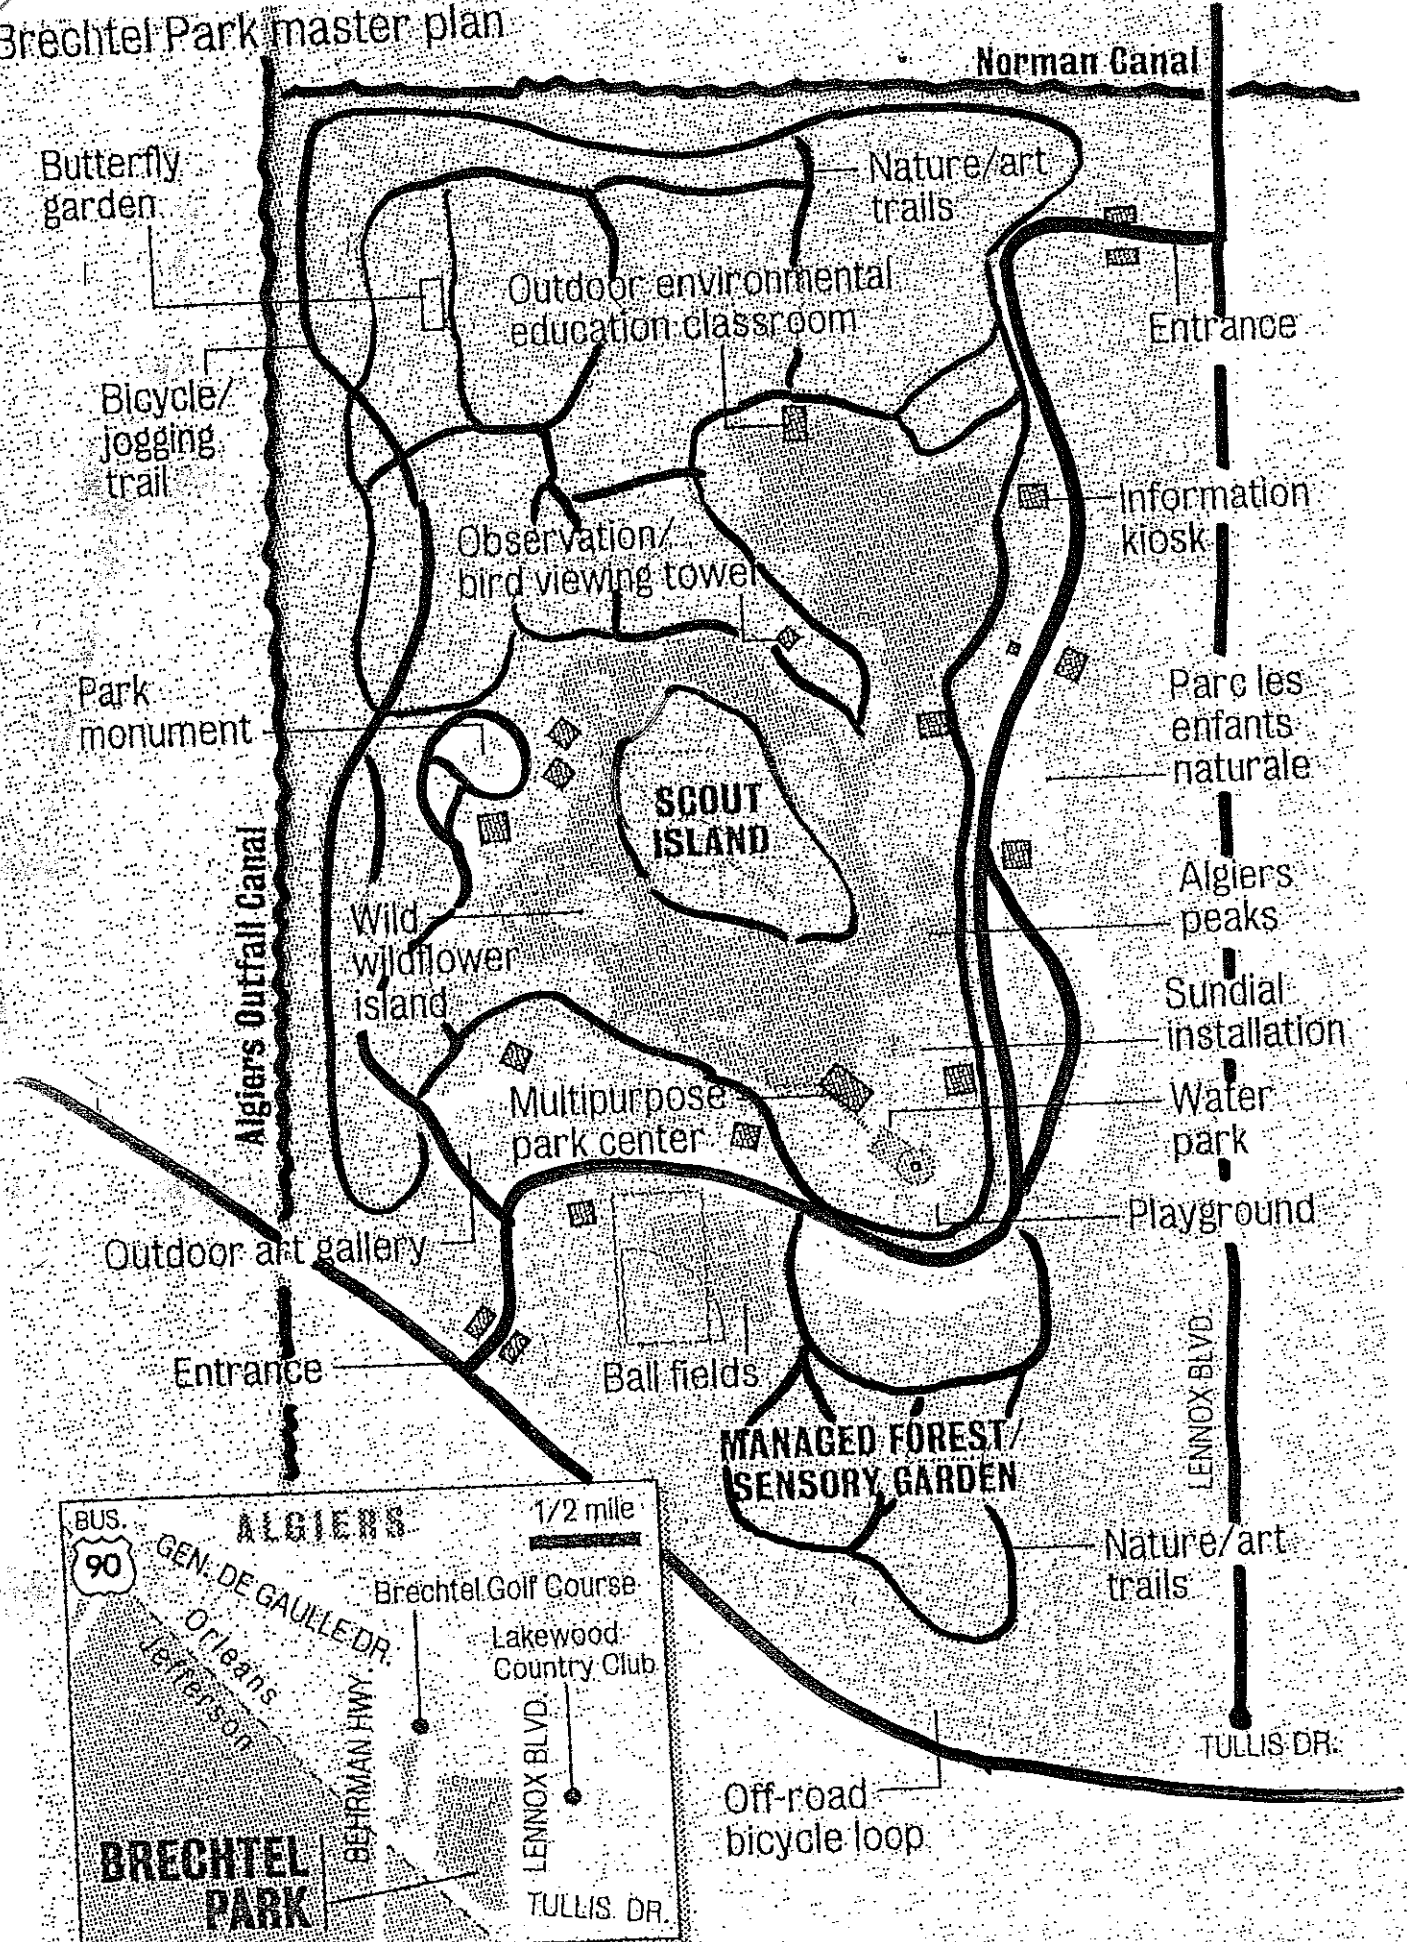 Brechtel Park master plan
Norman Canal
Butterfly
garden
Nature/art
trails
Outdoor environmental
education classroom
Entrance
Bicycle/
jogging
trail
Information
kiosk
Observation/
bird viewing tower
Park
monument
Parc les
enfants
naturale
SCOUT
ISLAND
Algiers
peaks
Algiers Outfall Canal
Wild
wildflower
island
Sundial
installation
Multipurpose
park center
Water
park
Playground
Outdoor art gallery
Entrance
Ball fields
LENNOX BLVD.
MANAGED FOREST/
SENSORY GARDEN
Nature/art
trails
TULLIS DR.
Off-road
bicycle loop
BUS.
90
ALGIERS
1/2 mile
GEN. DE GAULLE DR.
Brechtel Golf Course
Orleans
Jefferson
Lakewood
Country Club
BEHRMAN HWY.
LENNOX BLVD.
BRECHTEL
PARK
TULLIS DR.